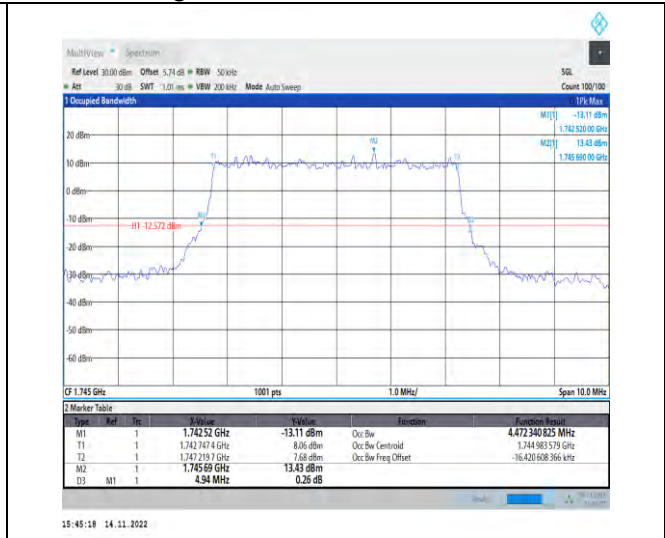 MultiView Spectrum
Ref Level 30.00 dBm Offset 5.74 dB RBW 50 kHz SGL
Att 30 dB SWT 1.01 ms VBW 200 kHz Mode Auto Sweep Count 100/100
1 Occupied Bandwidth 1Pk Max
M1[1] -13.11 dBm
1.742 520 00 GHz
20 dBm M2[1] 13.43 dBm
M2 1.745 690 00 GHz
10 dBm T1 T2
0 dBm
-10 dBm M1
H1 -12.572 dBm
-20 dBm
-30 dBm
-40 dBm
-50 dBm
-60 dBm
CF 1.745 GHz 1001 pts 1.0 MHz/ Span 10.0 MHz
2 Marker Table
Type Ref Trc X-Value Y-Value Function Function Result
M1 1 1.742 52 GHz -13.11 dBm Occ Bw 4.472 340 825 MHz
T1 1 1.742 747 4 GHz 8.06 dBm Occ Bw Centroid 1.744 983 579 GHz
T2 1 1.747 219 7 GHz 7.68 dBm Occ Bw Freq Offset -16.420 608 366 kHz
M2 1 1.745 69 GHz 13.43 dBm
D3 M1 1 4.94 MHz 0.26 dB
15:45:18 14.11.2022